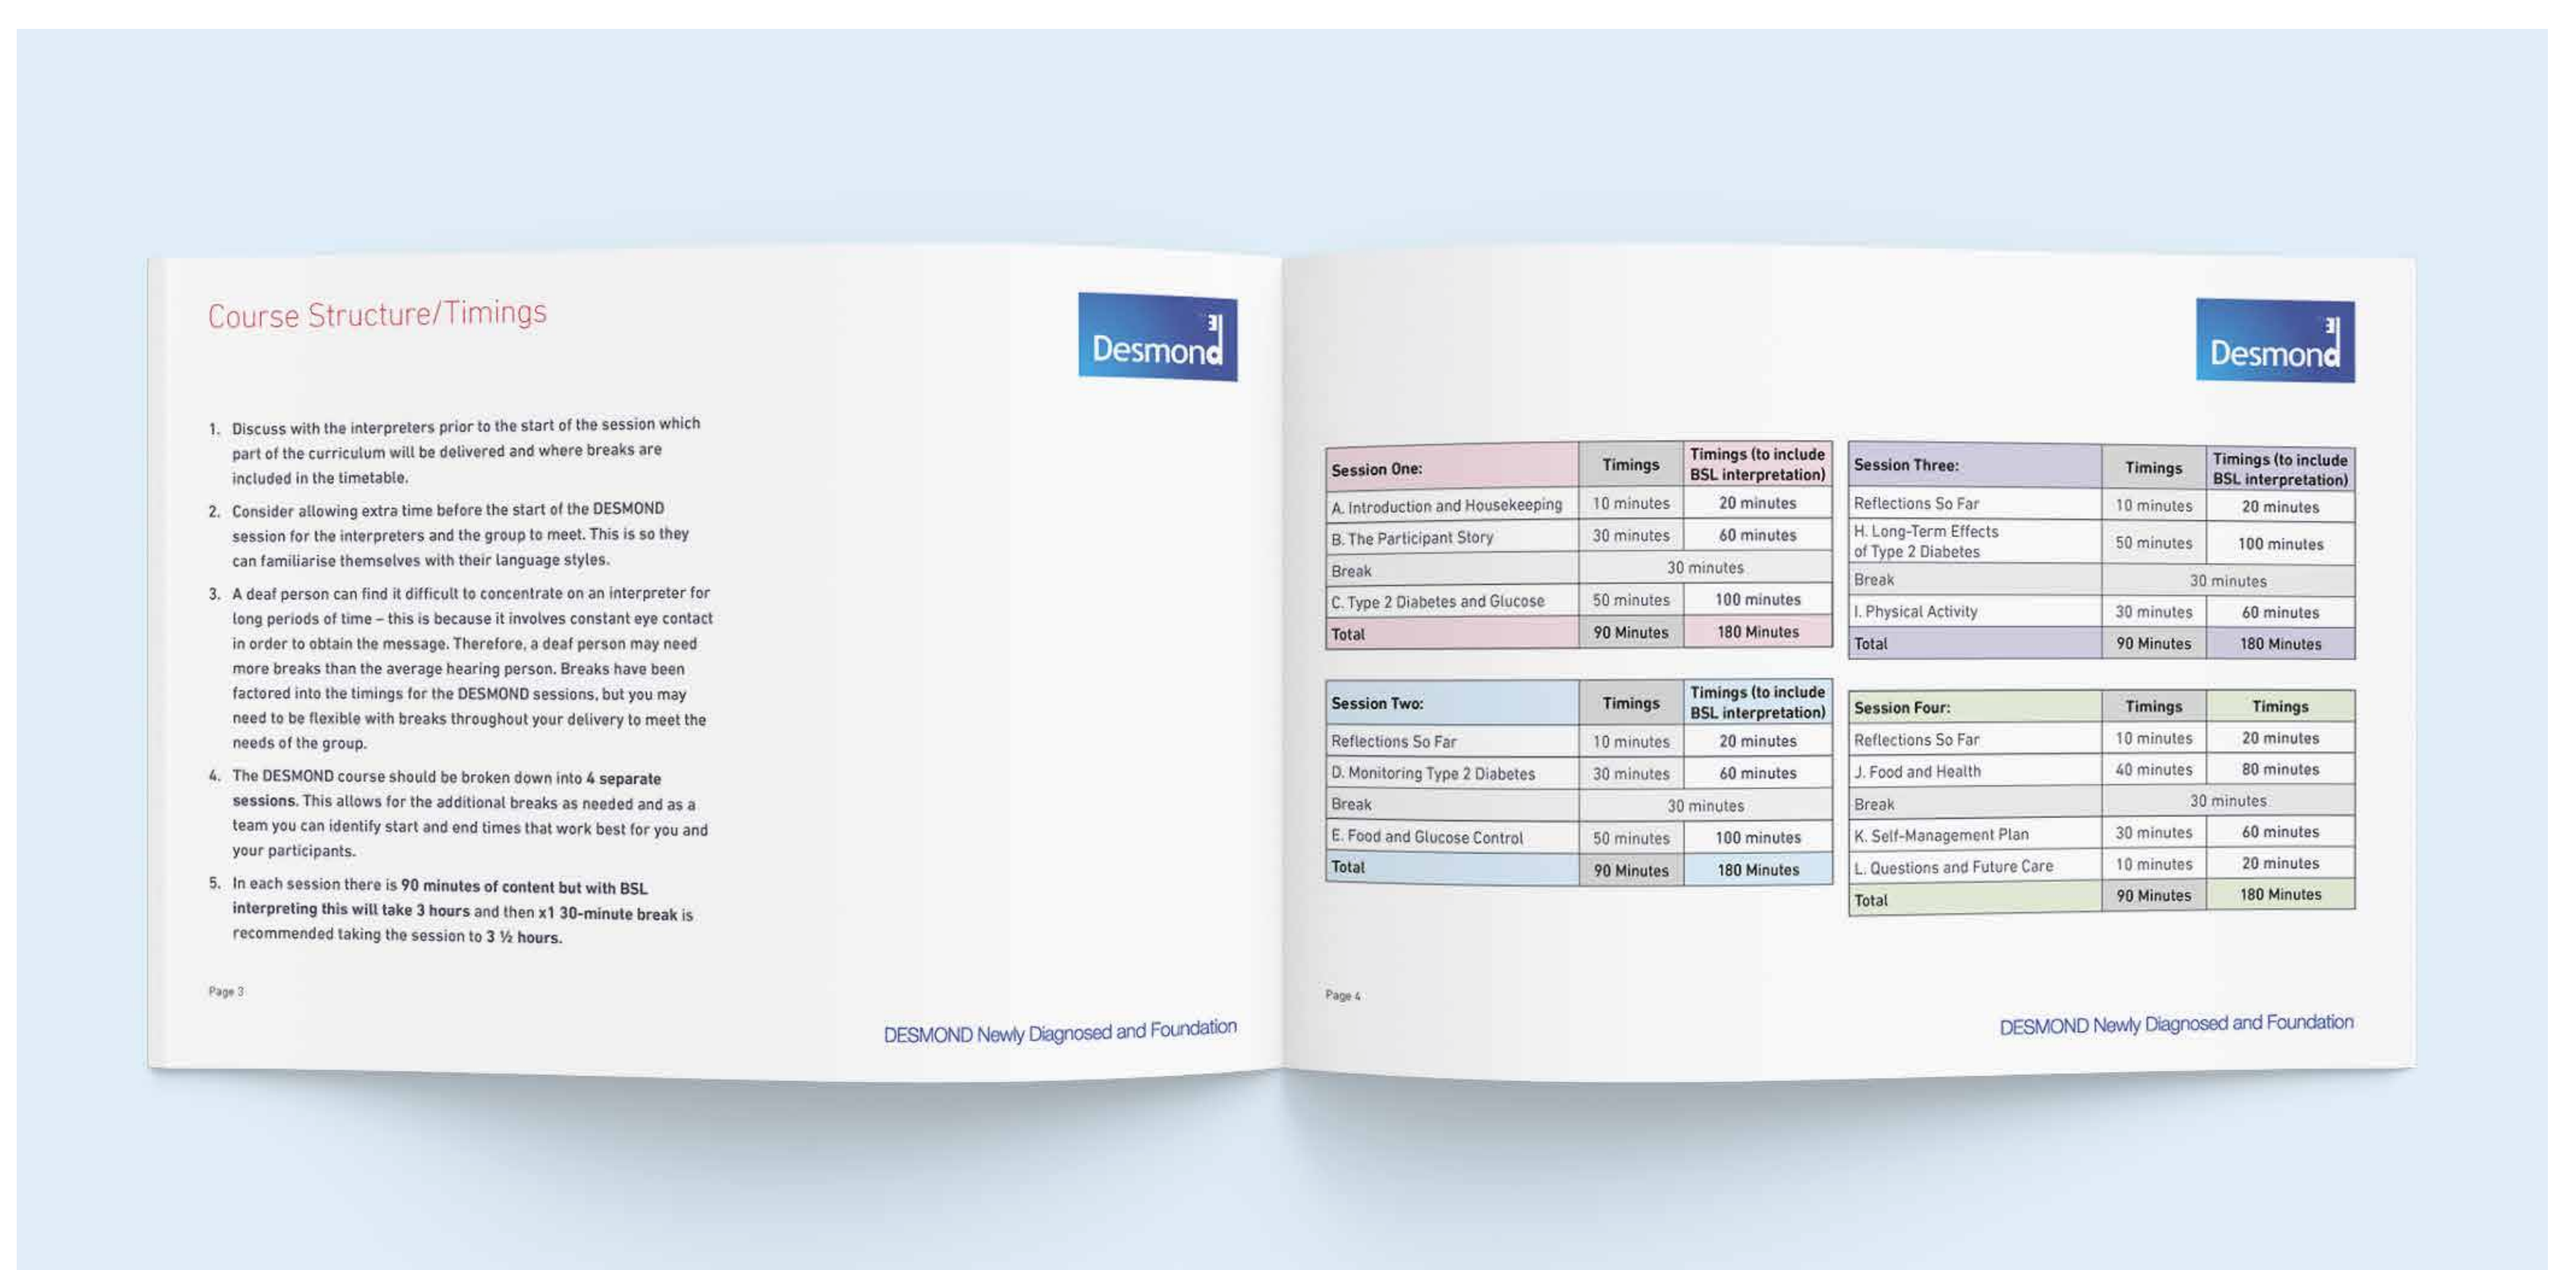 Course Structure/Timings
Desmond
1. Discuss with the interpreters prior to the start of the session which
part of the curriculum will be delivered and where breaks are
included in the timetable.
2. Consider allowing extra time before the start of the DESMOND
session for the interpreters and the group to meet. This is so they
can familiarise themselves with their language styles.
3. A deaf person can find it difficult to concentrate on an interpreter for
long periods of time – this is because it involves constant eye contact
in order to obtain the message. Therefore, a deaf person may need
more breaks than the average hearing person. Breaks have been
factored into the timings for the DESMOND sessions, but you may
need to be flexible with breaks throughout your delivery to meet the
needs of the group.
4. The DESMOND course should be broken down into 4 separate
sessions. This allows for the additional breaks as needed and as a
team you can identify start and end times that work best for you and
your participants.
5. In each session there is 90 minutes of content but with BSL
interpreting this will take 3 hours and then x1 30-minute break is
recommended taking the session to 3 ½ hours.
Page 3
DESMOND Newly Diagnosed and Foundation
Desmond
Session One: Timings Timings (to include
BSL interpretation)
A. Introduction and Housekeeping 10 minutes 20 minutes
B. The Participant Story 30 minutes 60 minutes
Break 30 minutes
C. Type 2 Diabetes and Glucose 50 minutes 100 minutes
Total 90 Minutes 180 Minutes
Session Two: Timings Timings (to include
BSL interpretation)
Reflections So Far 10 minutes 20 minutes
D. Monitoring Type 2 Diabetes 30 minutes 60 minutes
Break 30 minutes
E. Food and Glucose Control 50 minutes 100 minutes
Total 90 Minutes 180 Minutes
Session Three: Timings Timings (to include
BSL interpretation)
Reflections So Far 10 minutes 20 minutes
H. Long-Term Effects
of Type 2 Diabetes 50 minutes 100 minutes
Break 30 minutes
I. Physical Activity 30 minutes 60 minutes
Total 90 Minutes 180 Minutes
Session Four: Timings Timings
Reflections So Far 10 minutes 20 minutes
J. Food and Health 40 minutes 80 minutes
Break 30 minutes
K. Self-Management Plan 30 minutes 60 minutes
L. Questions and Future Care 10 minutes 20 minutes
Total 90 Minutes 180 Minutes
Page 4
DESMOND Newly Diagnosed and Foundation